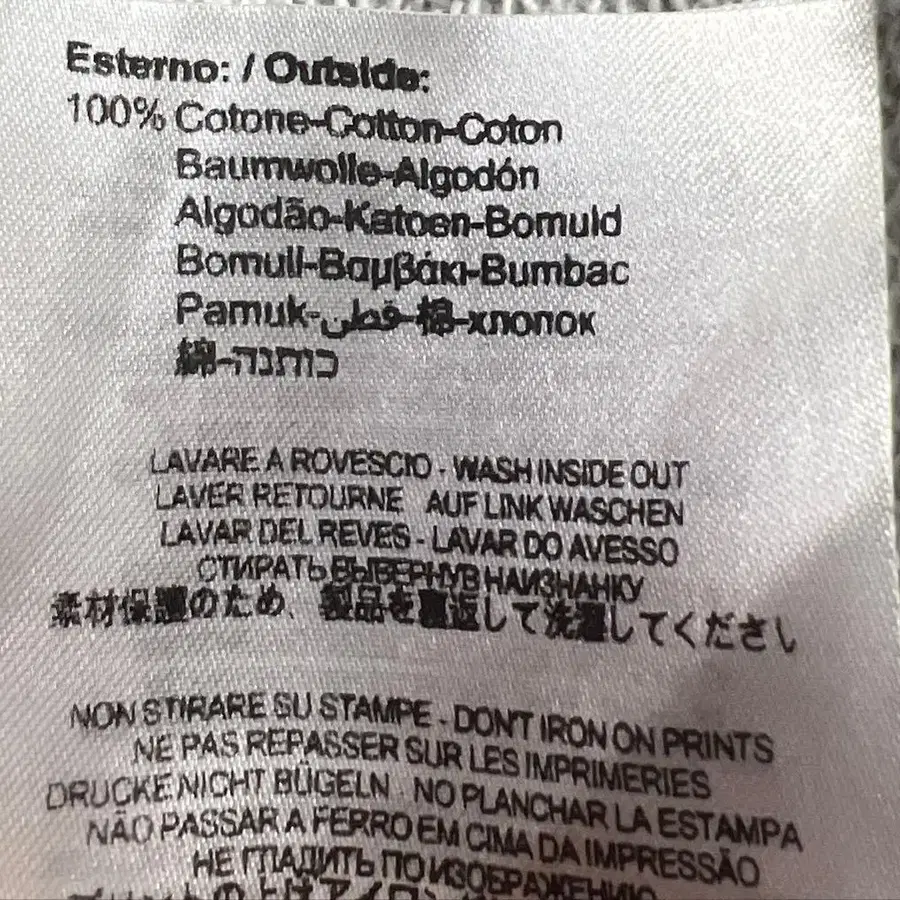 Esterno: / Outside:
100% Cotone-Cotton-Coton
Baumwolle-Algodón
Algodão-Katoen-Bomuld
Bomull-Βαμβάκι-Bumbac
Pamuk-قطن-棉-хлопок
綿-כותנה
LAVARE A ROVESCIO - WASH INSIDE OUT
LAVER RETOURNE AUF LINK WASCHEN
LAVAR DEL REVES - LAVAR DO AVESSO
СТИРАТЬ ВЫВЕРНУВ НАИЗНАНКУ
素材保護のため、製品を裏返して洗濯してくださし
NON STIRARE SU STAMPE - DON'T IRON ON PRINTS
NE PAS REPASSER SUR LES IMPRIMERIES
DRUCKE NICHT BÜGELN NO PLANCHAR LA ESTAMPA
NÃO PASSAR A FERRO EM CIMA DA IMPRESSÃO
НЕ ГЛАДИТЬ ПО ИЗОБРАЖЕНИЮ